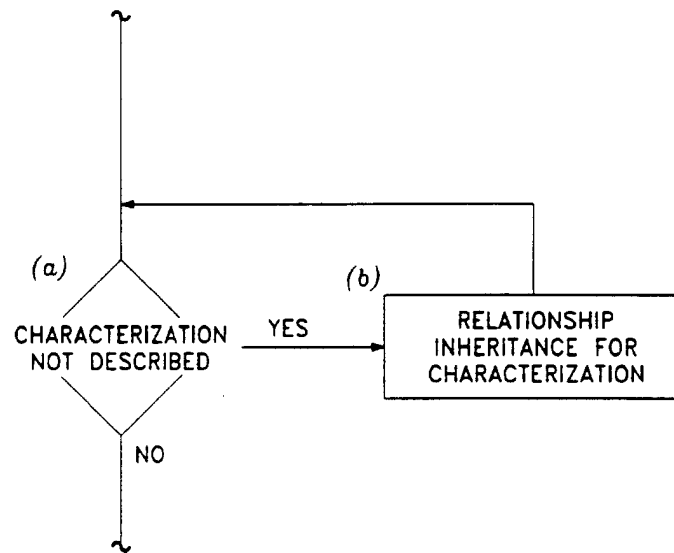 (a)
CHARACTERIZATION
NOT DESCRIBED
YES
(b)
RELATIONSHIP
INHERITANCE FOR
CHARACTERIZATION
NO